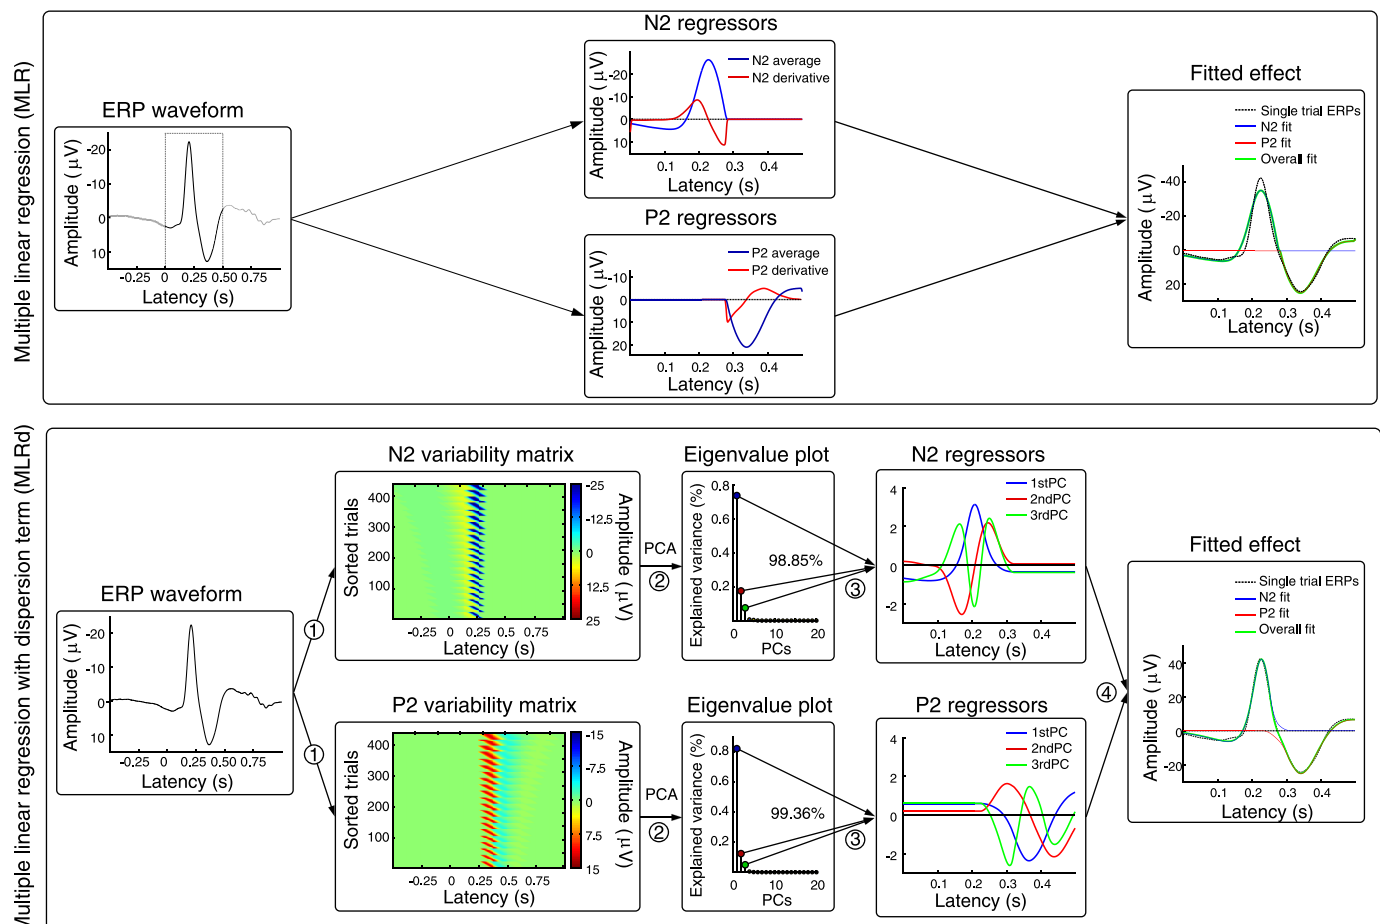 Multiple linear regression (MLR)
ERP waveform
Amplitude (μV)
-20
-10
0
10
-0.25 0 0.25 0.50 0.75
Latency (s)
N2 regressors
Amplitude (μV)
-20
-10
0
10
N2 average
N2 derivative
0.1 0.2 0.3 0.4
Latency (s)
P2 regressors
Amplitude (μV)
-10
0
10
20
P2 average
P2 derivative
0.1 0.2 0.3 0.4
Latency (s)
Fitted effect
Single trial ERPs
N2 fit
P2 fit
Overall fit
Amplitude (μV)
-40
-20
0
20
0.1 0.2 0.3 0.4
Latency (s)
Multiple linear regression with dispersion term (MLRd)
ERP waveform
Amplitude (μV)
-20
-10
0
10
-0.25 0 0.25 0.50 0.75
Latency (s)
1
1
N2 variability matrix
Sorted trials
400
300
200
100
-0.25 0 0.25 0.5 0.75
Latency (s)
-25
-12.5
0
12.5
25
Amplitude (μV)
PCA
2
Eigenvalue plot
Explained variance (%)
0.8
0.6
0.4
0.2
0 10 20
PCs
98.85%
3
N2 regressors
4
2
0
-2
1stPC
2ndPC
3rdPC
0.1 0.2 0.3 0.4
Latency (s)
P2 variability matrix
Sorted trials
400
300
200
100
-0.25 0 0.25 0.5 0.75
Latency (s)
-15
-7.5
0
7.5
15
Amplitude (μV)
PCA
2
Eigenvalue plot
Explained variance (%)
0.8
0.6
0.4
0.2
0 10 20
PCs
99.36%
3
P2 regressors
4
2
0
-2
1stPC
2ndPC
3rdPC
0.1 0.2 0.3 0.4
Latency (s)
4
Fitted effect
Single trial ERPs
N2 fit
P2 fit
Overall fit
Amplitude (μV)
-40
-20
0
20
0.1 0.2 0.3 0.4
Latency (s)